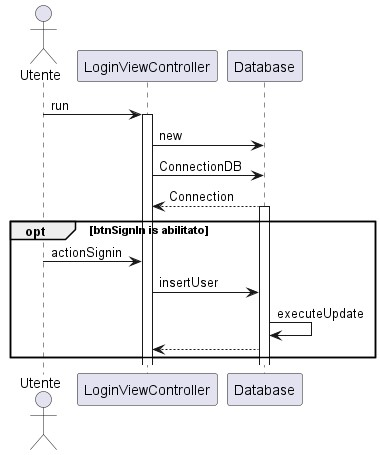 Utente
LoginViewController
Database
run
new
ConnectionDB
Connection
opt
[btnSignIn is abilitato]
actionSignin
insertUser
executeUpdate
Utente
LoginViewController
Database